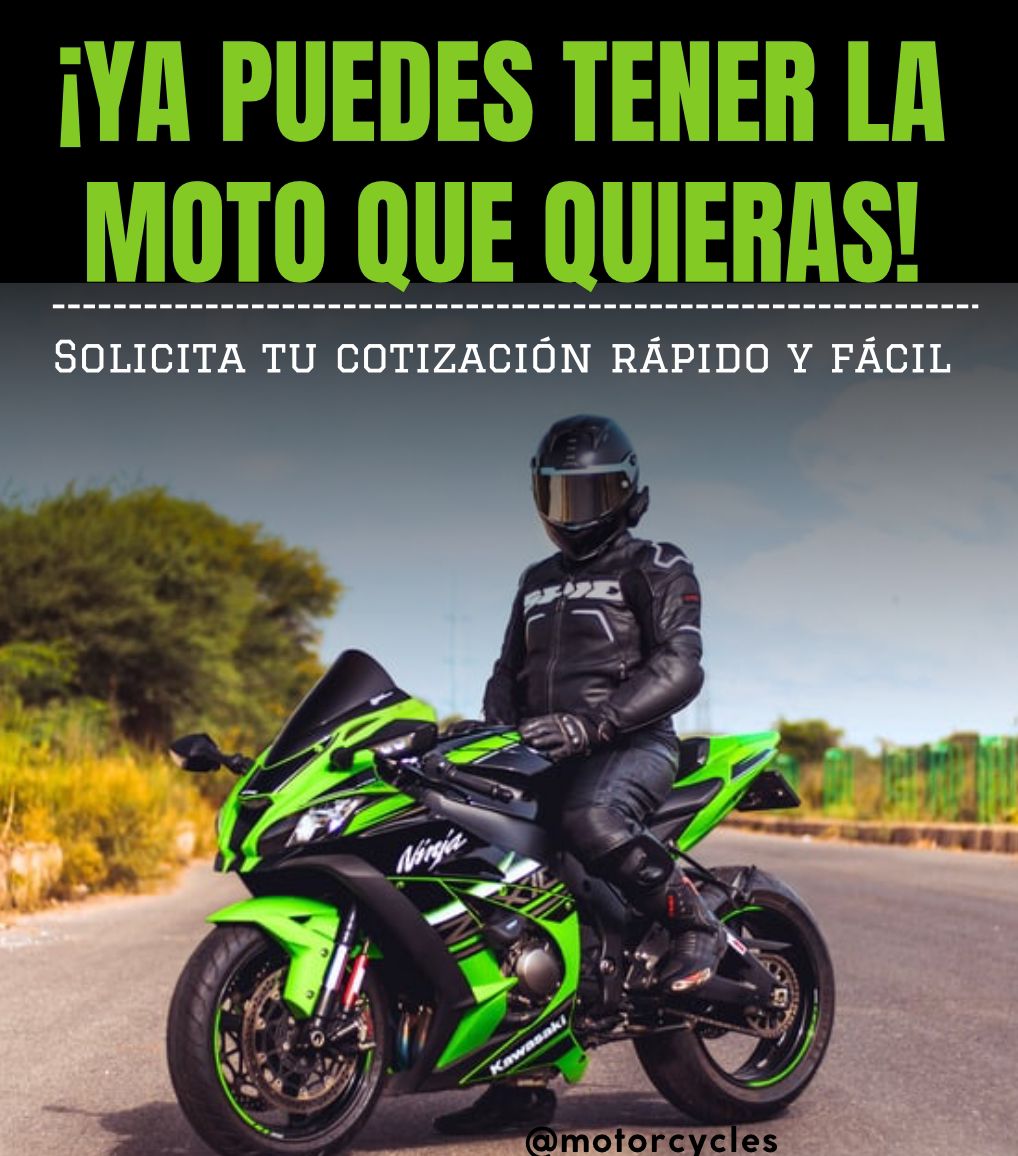 ¡YA PUEDES TENER LA
MOTO QUE QUIERAS!
SOLICITA TU COTIZACIÓN RÁPIDO Y FÁCIL
Ninja
Kawasaki
@motorcycles